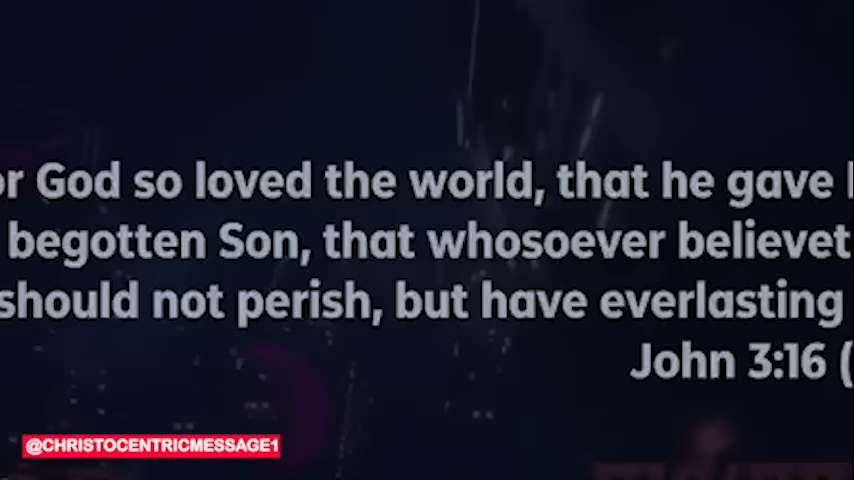 or God so loved the world, that he gave
begotten Son, that whosoever believet
should not perish, but have everlasting
John 3:16 (
@CHRISTOCENTRICMESSAGE1